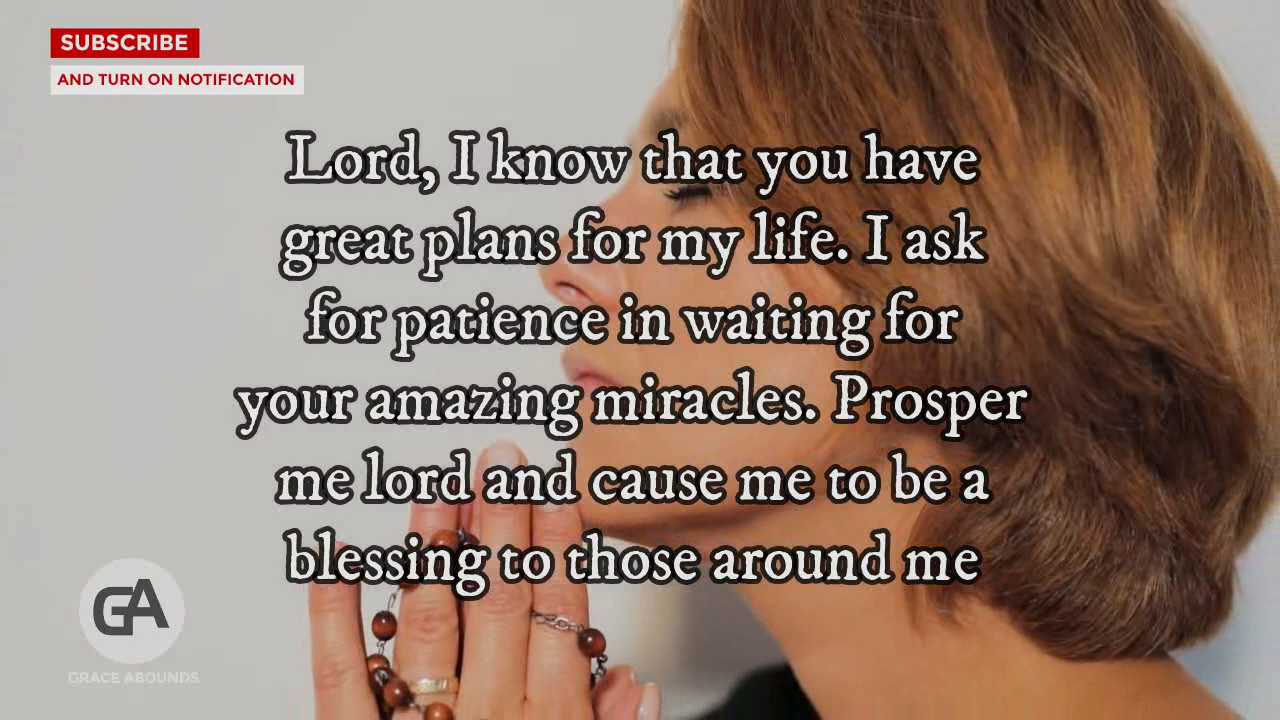 SUBSCRIBE
AND TURN ON NOTIFICATION
Lord, I know that you have
great plans for my life. I ask
for patience in waiting for
your amazing miracles. Prosper
me lord and cause me to be a
blessing to those around me
GA
GRACE ABOUNDS